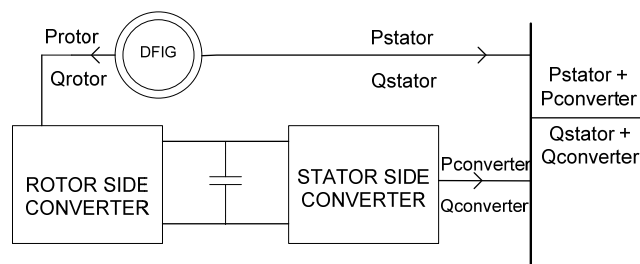 Protor
Qrotor
DFIG
Pstator
Qstator
Pstator +
Pconverter
Qstator +
Qconverter
ROTOR SIDE
CONVERTER
STATOR SIDE
CONVERTER
Pconverter
Qconverter